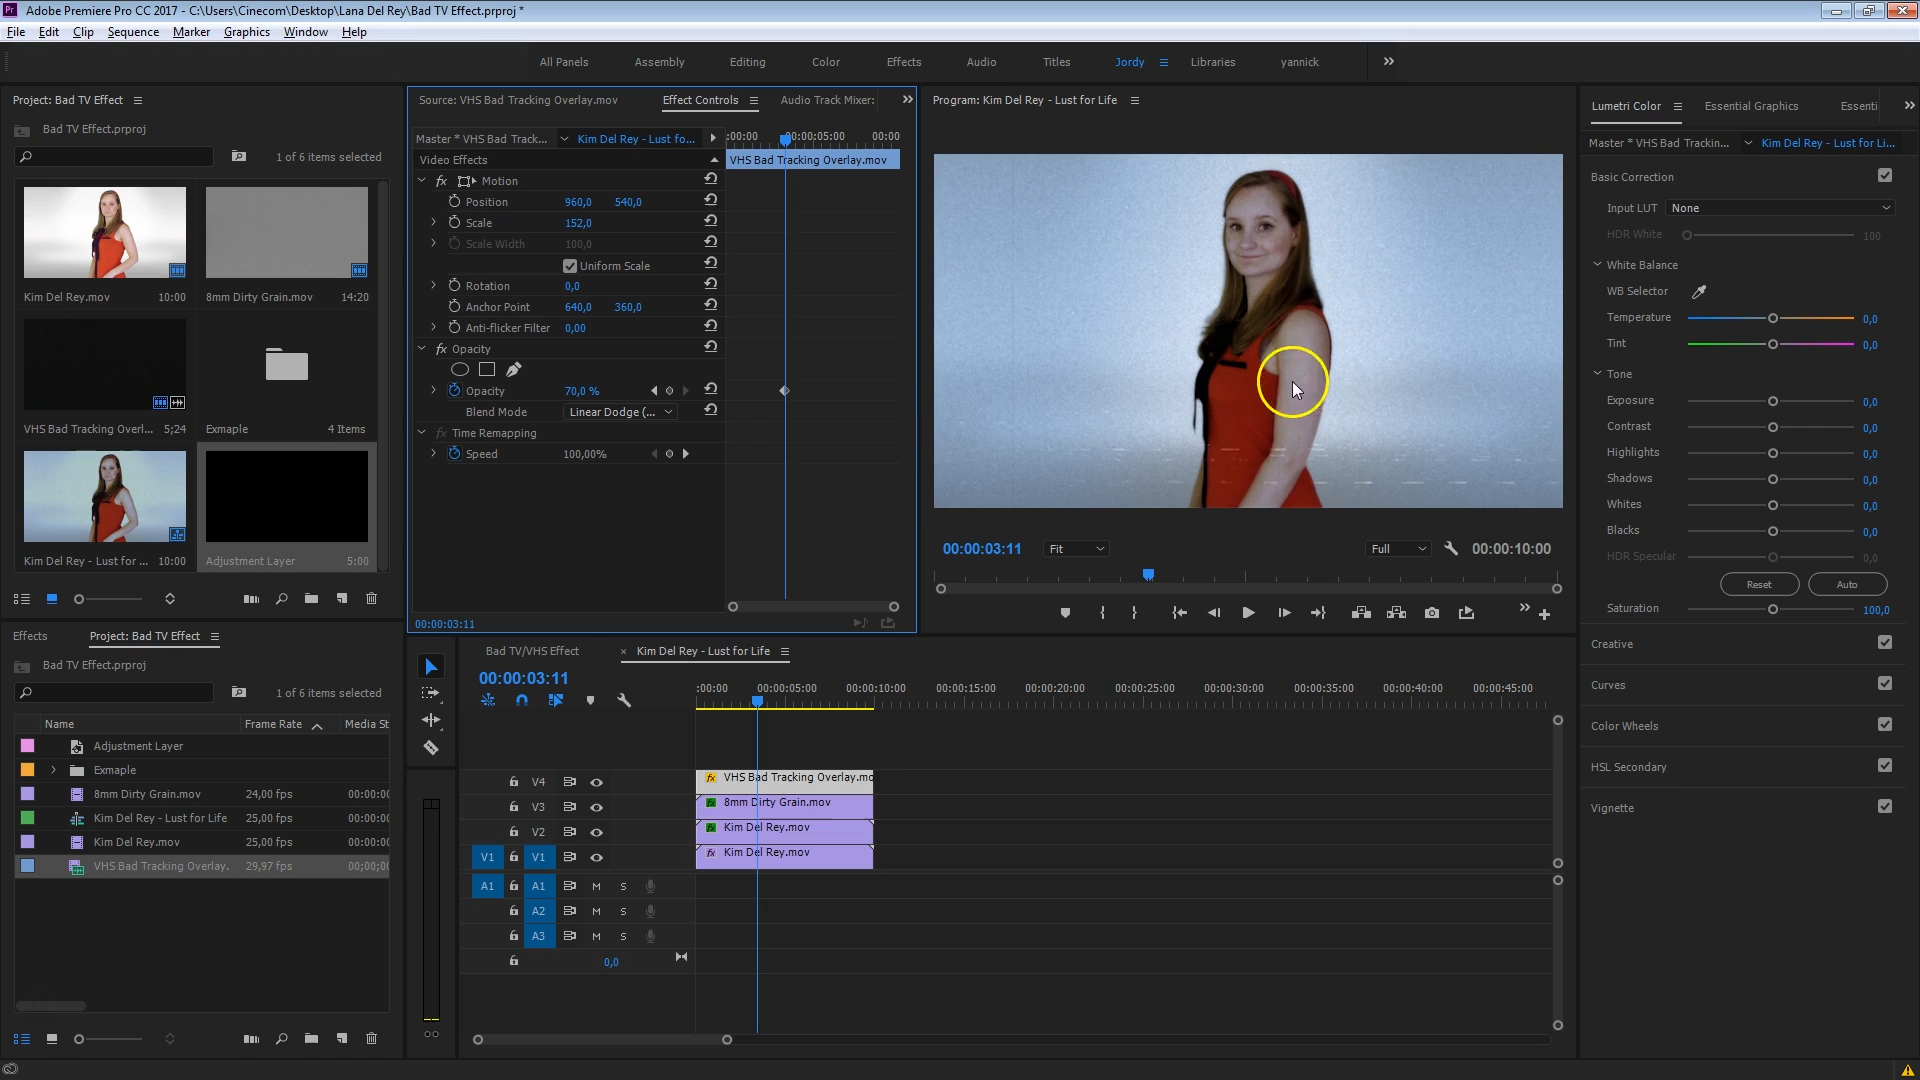 Adobe Premiere Pro CC 2017 - C:\Users\Cinecom\Desktop\Lana Del Rey\Bad TV Effect.prproj *
File Edit Clip Sequence Marker Graphics Window Help
All Panels Assembly Editing Color Effects Audio Titles Jordy Libraries yannick
Project: Bad TV Effect
Bad TV Effect.prproj
1 of 6 items selected
Kim Del Rey.mov 10:00
8mm Dirty Grain.mov 14:20
VHS Bad Tracking Overl... 5;24
Exmaple 4 Items
Kim Del Rey - Lust for ... 10:00
Adjustment Layer 5:00
Source: VHS Bad Tracking Overlay.mov Effect Controls Audio Track Mixer:
Master * VHS Bad Track... Kim Del Rey - Lust fo...
:00:00 00:00:05:00 00:00
Video Effects
VHS Bad Tracking Overlay.mov
fx Motion
Position 960,0 540,0
Scale 152,0
Scale Width 100,0
Uniform Scale
Rotation 0,0
Anchor Point 640,0 360,0
Anti-flicker Filter 0,00
fx Opacity
Opacity 70,0 %
Blend Mode Linear Dodge (...
fx Time Remapping
Speed 100,00%
00:00:03:11
Program: Kim Del Rey - Lust for Life
00:00:03:11 Fit Full 00:00:10:00
Lumetri Color Essential Graphics Essenti
Master * VHS Bad Trackin... Kim Del Rey - Lust for Li...
Basic Correction
Input LUT None
HDR White 100
White Balance
WB Selector
Temperature 0,0
Tint 0,0
Tone
Exposure 0,0
Contrast 0,0
Highlights 0,0
Shadows 0,0
Whites 0,0
Blacks 0,0
HDR Specular 0,0
Reset Auto
Saturation 100,0
Creative
Curves
Color Wheels
HSL Secondary
Vignette
Effects Project: Bad TV Effect
Bad TV Effect.prproj
1 of 6 items selected
Name Frame Rate Media St
Adjustment Layer
Exmaple
8mm Dirty Grain.mov 24,00 fps 00:00:0
Kim Del Rey - Lust for Life 25,00 fps 00:00:0
Kim Del Rey.mov 25,00 fps 00:00:0
VHS Bad Tracking Overlay. 29,97 fps 00;00;0
Bad TV/VHS Effect × Kim Del Rey - Lust for Life
00:00:03:11
:00:00 00:00:05:00 00:00:10:00 00:00:15:00 00:00:20:00 00:00:25:00 00:00:30:00 00:00:35:00 00:00:40:00 00:00:45:00
V4 fx VHS Bad Tracking Overlay.mo
V3 fx 8mm Dirty Grain.mov
V2 fx Kim Del Rey.mov
V1 V1 fx Kim Del Rey.mov
A1 A1 M S
A2 M S
A3 M S
0,0